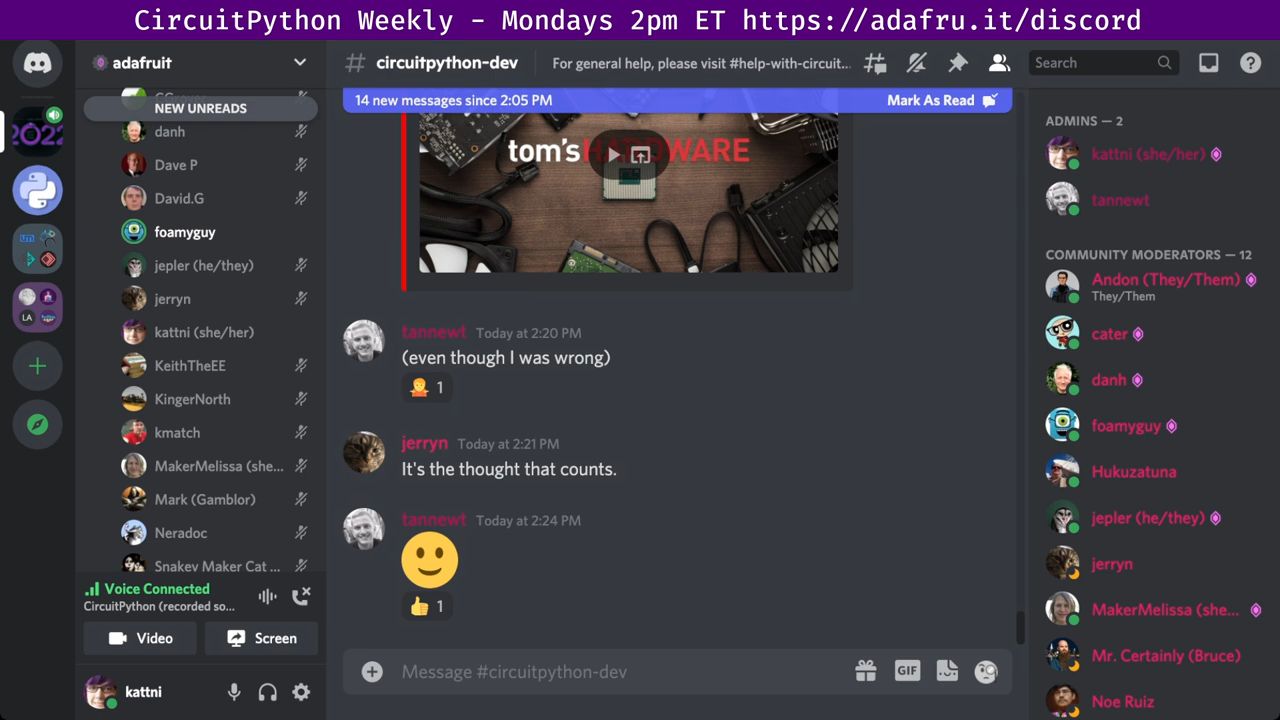 CircuitPython Weekly - Mondays 2pm ET https://adafru.it/discord
adafruit
NEW UNREADS
danh
Dave P
David.G
foamyguy
jepler (he/they)
jerryn
kattni (she/her)
KeithTheEE
KingerNorth
kmatch
MakerMelissa (she...
Mark (Gamblor)
Neradoc
Snakey Maker Cat ...
Voice Connected
CircuitPython (recorded so...
Video
Screen
kattni
2022
LA
# circuitpython-dev
For general help, please visit #help-with-circuit...
Search
14 new messages since 2:05 PM
Mark As Read
tom's HARDWARE
tannewt Today at 2:20 PM
(even though I was wrong)
1
jerryn Today at 2:21 PM
It's the thought that counts.
tannewt Today at 2:24 PM
1
Message #circuitpython-dev
GIF
ADMINS — 2
kattni (she/her)
tannewt
COMMUNITY MODERATORS — 12
Andon (They/Them)
They/Them
cater
danh
foamyguy
Hukuzatuna
jepler (he/they)
jerryn
MakerMelissa (she...
Mr. Certainly (Bruce)
Noe Ruiz